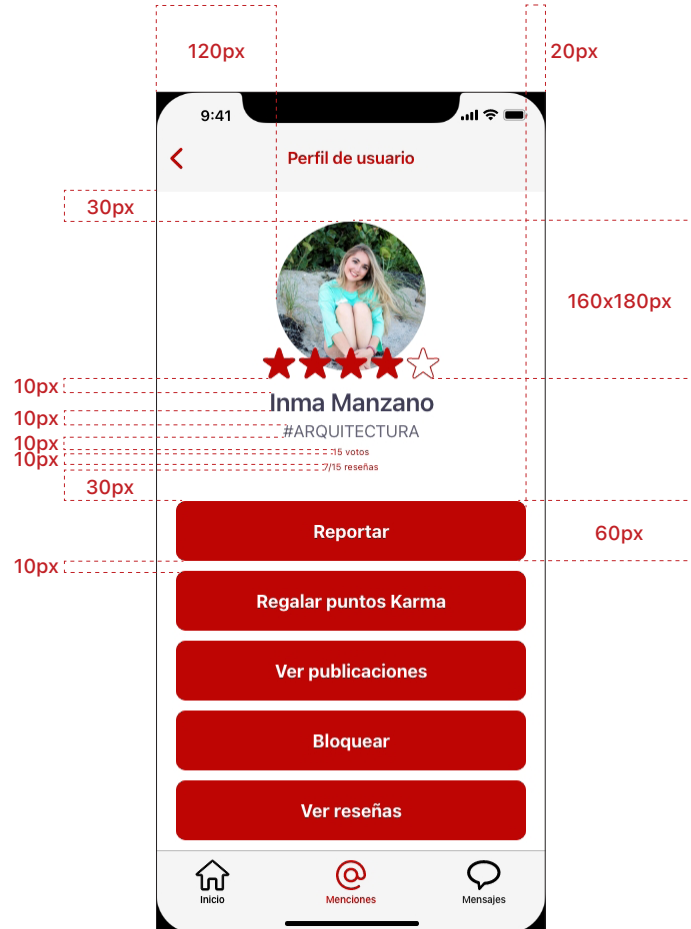 120px
20px
9:41
Perfil de usuario
30px
160x180px
10px
Inma Manzano
10px
#ARQUITECTURA
10px
15 votos
10px
7/15 reseñas
30px
Reportar
60px
10px
Regalar puntos Karma
Ver publicaciones
Bloquear
Ver reseñas
Inicio
Menciones
Mensajes